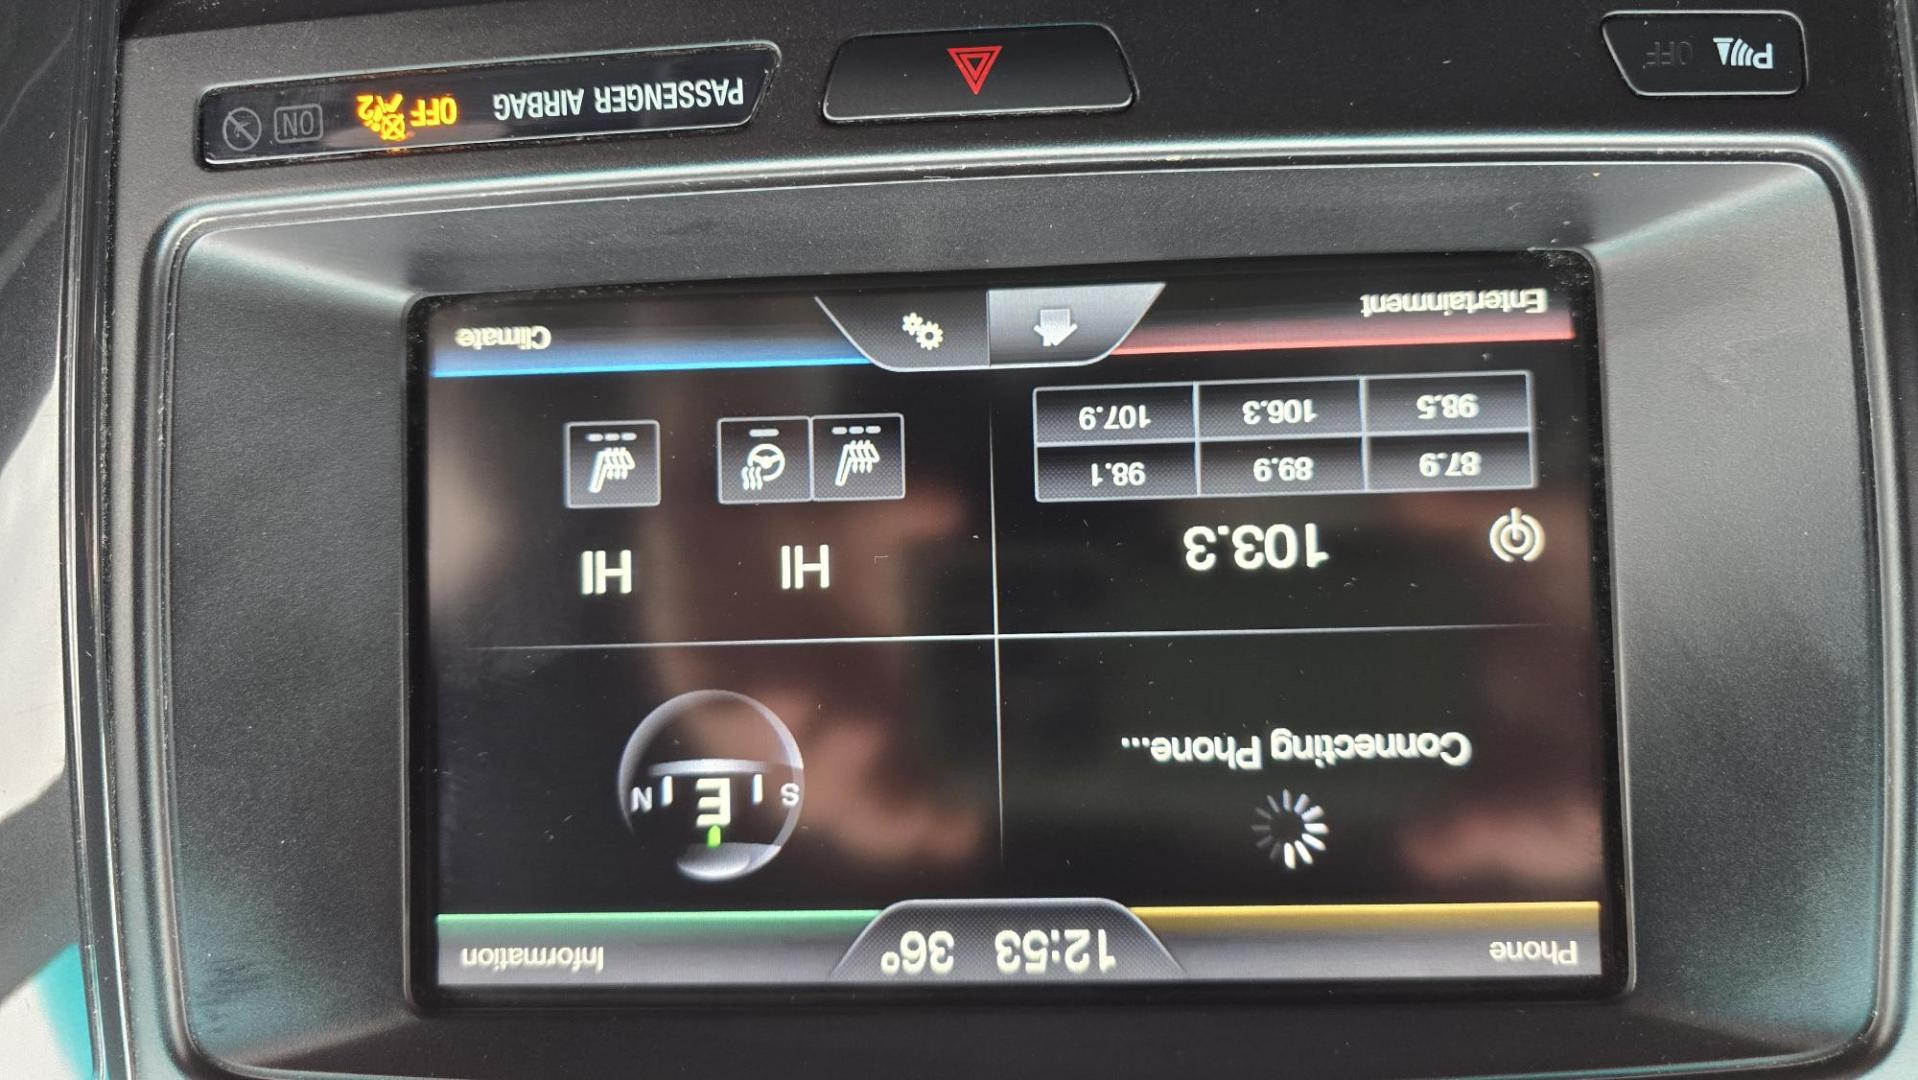 Phone
12:53 36°
Information
Connecting Phone...
S E N
103.3
HI HI
87.9 89.9 98.1
98.5 106.3 107.9
Entertainment
Climate
P OFF
PASSENGER AIRBAG OFF 2 ON